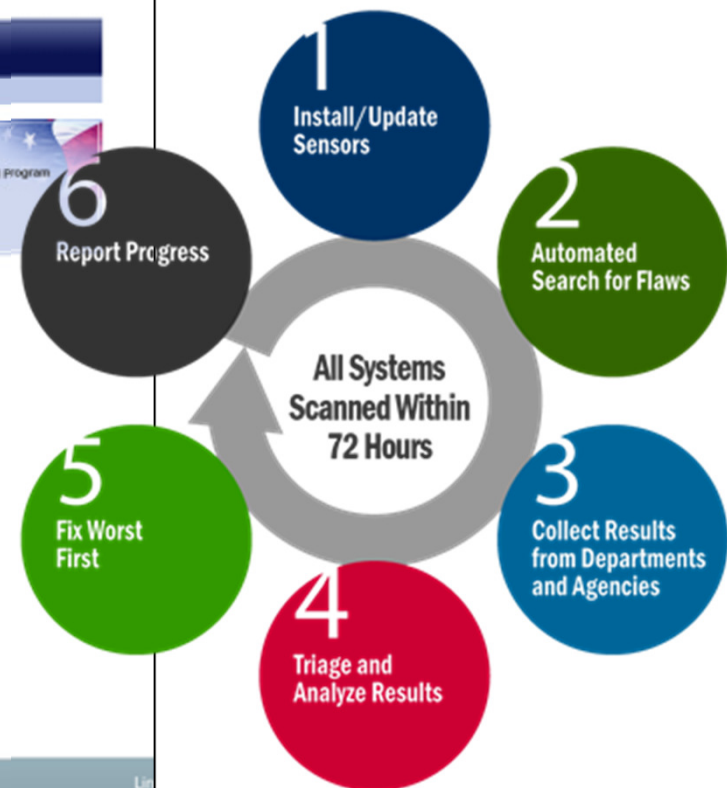 1
Install/Update
Sensors
2
Automated
Search for Flaws
3
Collect Results
from Departments
and Agencies
4
Triage and
Analyze Results
5
Fix Worst
First
6
Report Progress
All Systems
Scanned Within
72 Hours
Program